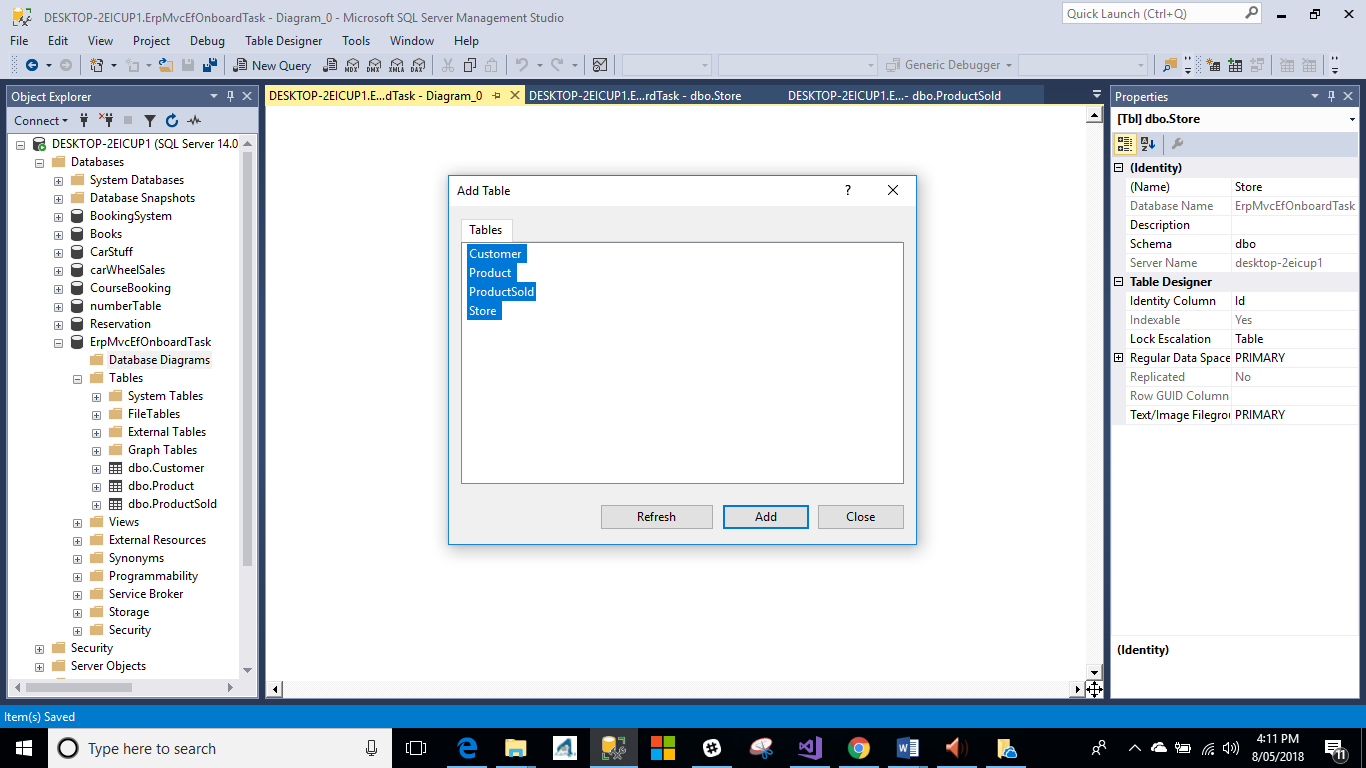 DESKTOP-2EICUP1.ErpMvcEfOnboardTask - Diagram_0 - Microsoft SQL Server Management Studio
Quick Launch (Ctrl+Q)
File Edit View Project Debug Table Designer Tools Window Help
New Query MDX DMX XMLA DAX Generic Debugger
Object Explorer
Connect
DESKTOP-2EICUP1 (SQL Server 14.0
Databases
System Databases
Database Snapshots
BookingSystem
Books
CarStuff
carWheelSales
CourseBooking
numberTable
Reservation
ErpMvcEfOnboardTask
Database Diagrams
Tables
System Tables
FileTables
External Tables
Graph Tables
dbo.Customer
dbo.Product
dbo.ProductSold
Views
External Resources
Synonyms
Programmability
Service Broker
Storage
Security
Security
Server Objects
DESKTOP-2EICUP1.E...dTask - Diagram_0 DESKTOP-2EICUP1.E...rdTask - dbo.Store DESKTOP-2EICUP1.E...- dbo.ProductSold
Add Table ?
Tables
Customer
Product
ProductSold
Store
Refresh Add Close
Properties
[Tbl] dbo.Store
(Identity)
(Name) Store
Database Name ErpMvcEfOnboardTask
Description
Schema dbo
Server Name desktop-2eicup1
Table Designer
Identity Column Id
Indexable Yes
Lock Escalation Table
Regular Data Space PRIMARY
Replicated No
Row GUID Column
Text/Image Filegrou PRIMARY
(Identity)
Item(s) Saved
Type here to search
4:11 PM
8/05/2018
11